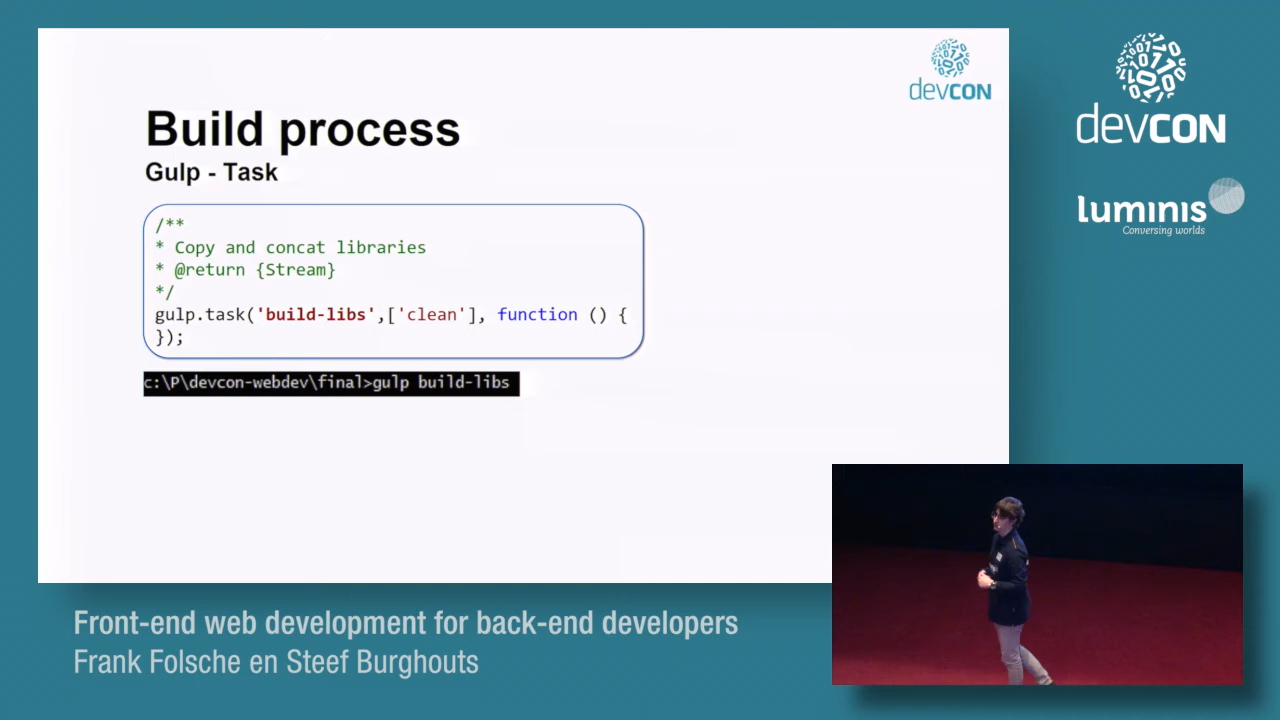 devCON
Build process
Gulp - Task
/**
* Copy and concat libraries
* @return {Stream}
*/
gulp.task('build-libs',['clean'], function () {
});
c:\P\devcon-webdev\final>gulp build-libs
devCON
luminis
Conversing worlds
Front-end web development for back-end developers
Frank Folsche en Steef Burghouts